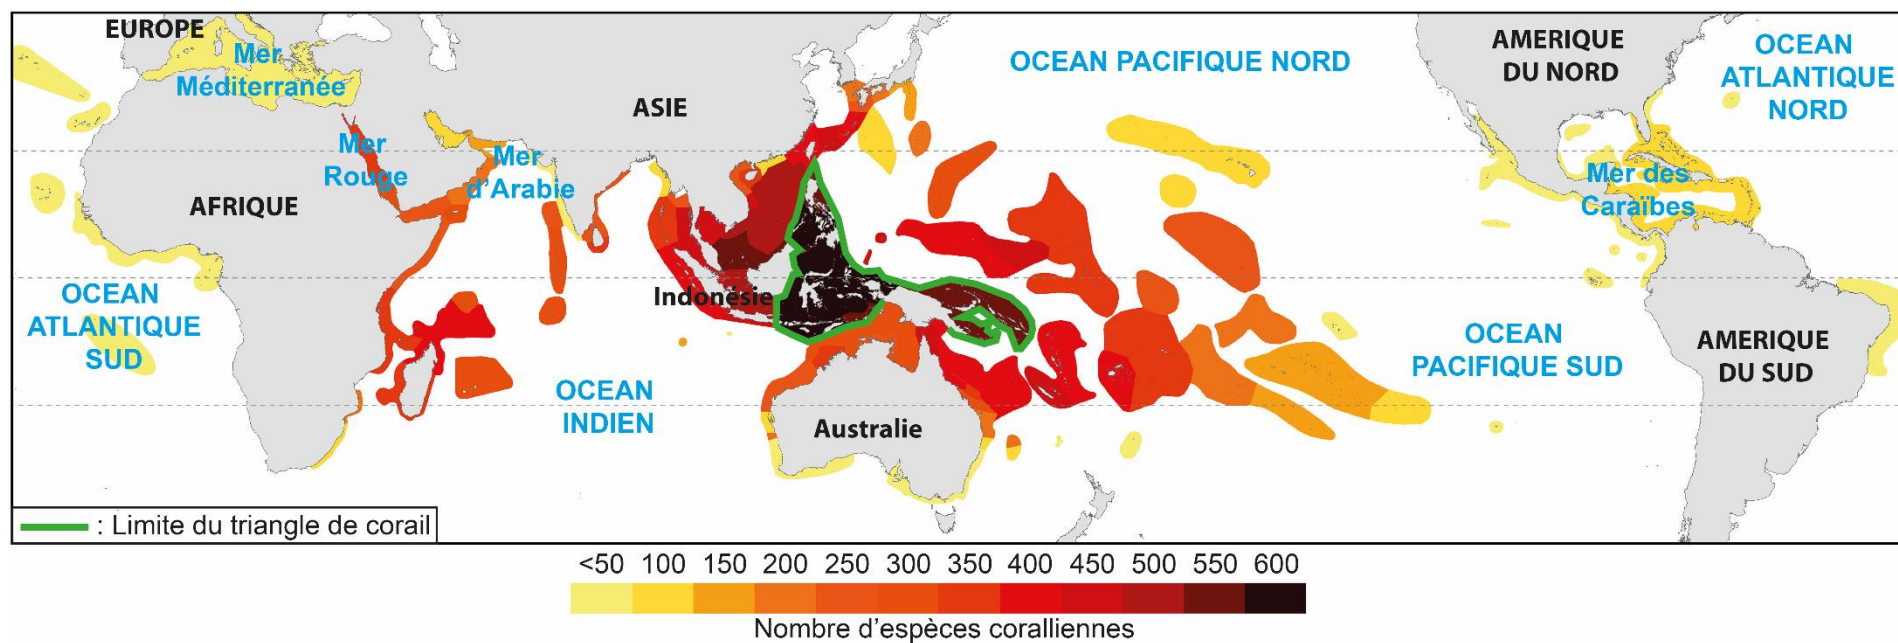 EUROPE
Mer
Méditerranée
ASIE
OCEAN PACIFIQUE NORD
AMERIQUE
DU NORD
OCEAN
ATLANTIQUE
NORD
Mer
Rouge
Mer
d'Arabie
AFRIQUE
Mer des
Caraïbes
OCEAN
ATLANTIQUE
SUD
Indonésie
OCEAN
INDIEN
Australie
OCEAN
PACIFIQUE SUD
AMERIQUE
DU SUD
: Limite du triangle de corail
<50 100 150 200 250 300 350 400 450 500 550 600
Nombre d'espèces coralliennes